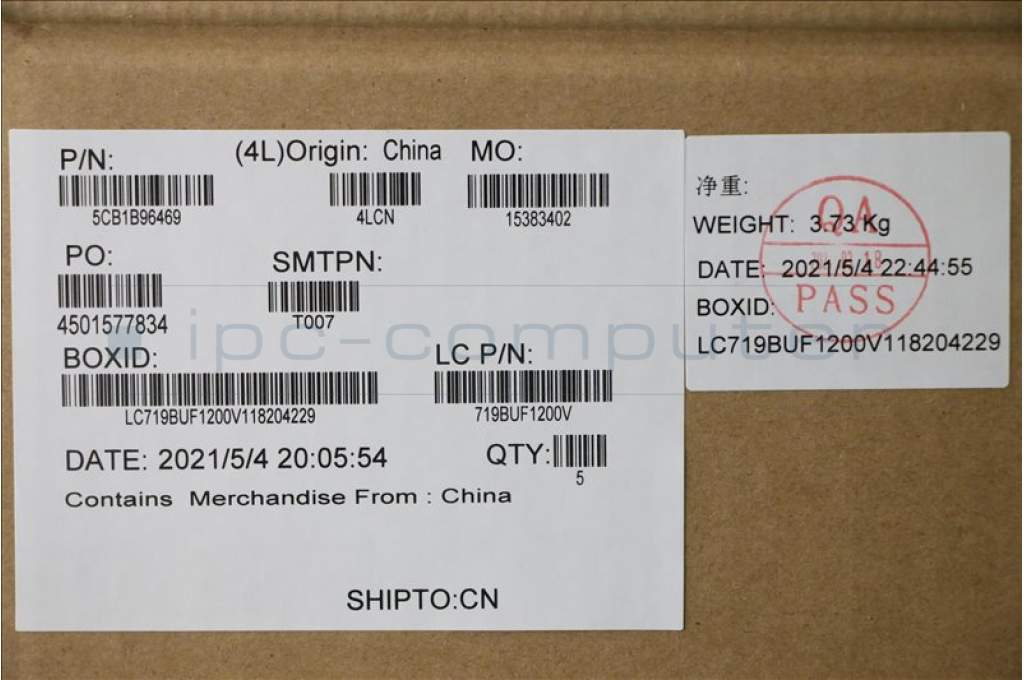 P/N: (4L)Origin: China MO:
5CB1B96469 4LCN 15383402
PO: SMTPN:
4501577834 T007
BOXID: LC P/N:
LC719BUF1200V118204229 719BUF1200V
DATE: 2021/5/4 20:05:54 QTY:
5
Contains Merchandise From : China
SHIPTO:CN
净重:
WEIGHT: 3.73 Kg
DATE: 2021/5/4 22:44:55
BOXID:
LC719BUF1200V118204229
QA
18
PASS
ipc-computer